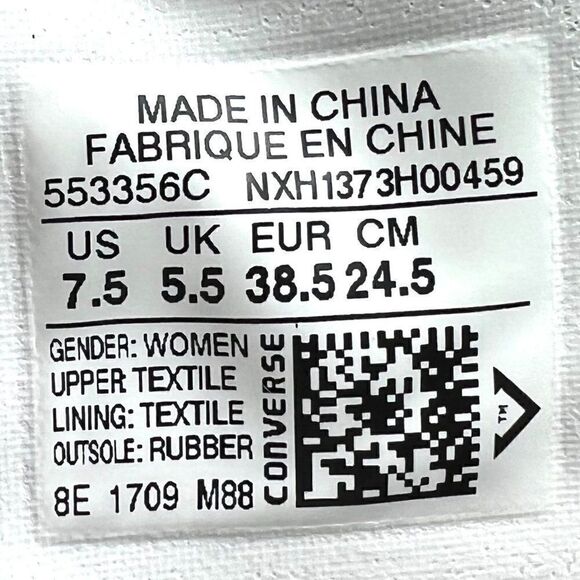 MADE IN CHINA
FABRIQUE EN CHINE
553356C NXH1373H00459
US UK EUR CM
7.5 5.5 38.5 24.5
GENDER: WOMEN
UPPER TEXTILE
LINING: TEXTILE
OUTSOLE: RUBBER
8E 1709 M88
CONVERSE
TM